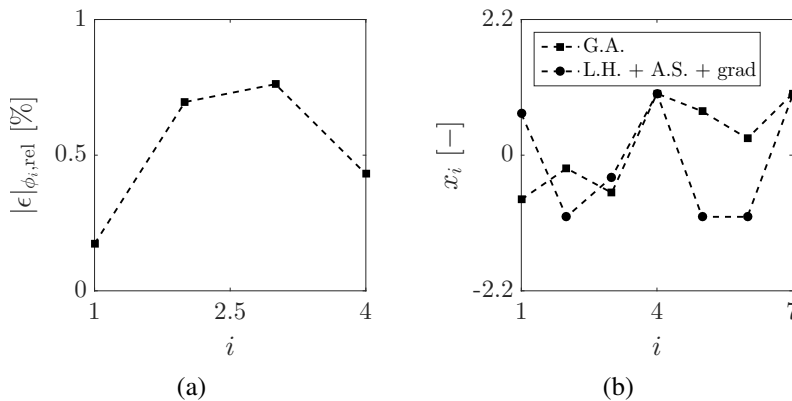 1
0.5
0
|ϵ|ϕᵢ,rel [%]
1 2.5 4
i
(a)
2.2
0
-2.2
xᵢ [−]
G.A.
L.H. + A.S. + grad
1 4 7
i
(b)